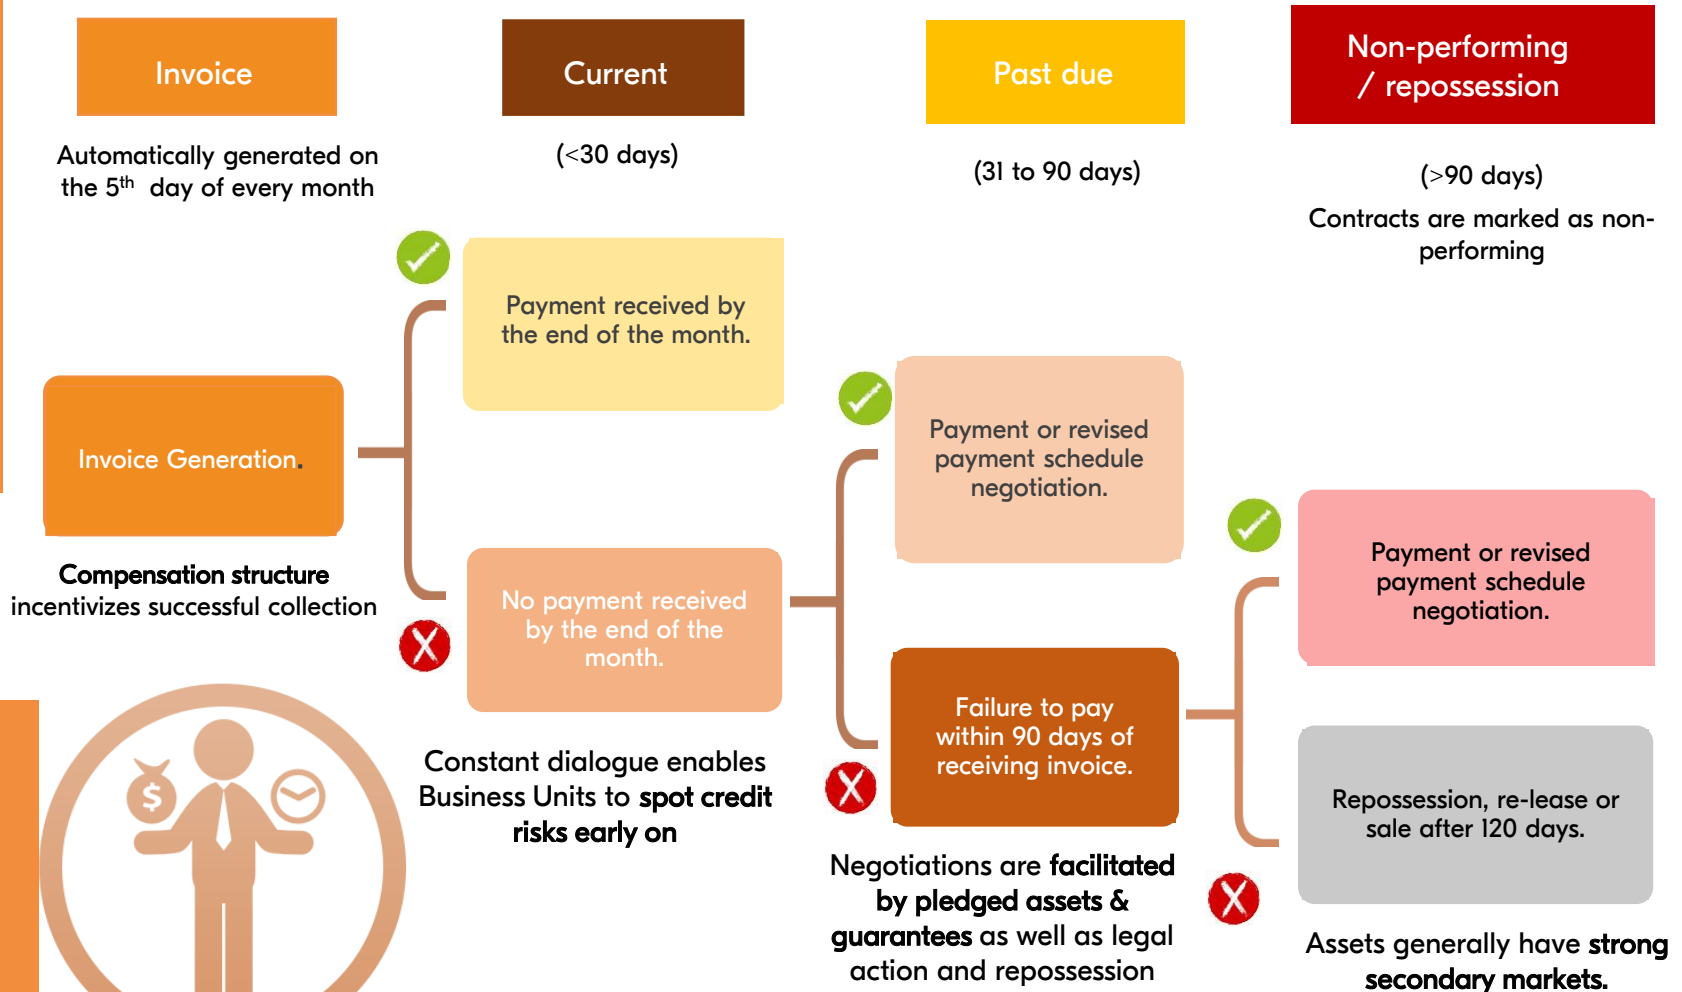 Invoice
Automatically generated on
the 5th day of every month
Current
(<30 days)
Past due
(31 to 90 days)
Non-performing
/ repossession
(>90 days)
Contracts are marked as non-
performing
Invoice Generation.
Compensation structure
incentivizes successful collection
$
Payment received by
the end of the month.
No payment received
by the end of the
month.
Constant dialogue enables
Business Units to spot credit
risks early on
Payment or revised
payment schedule
negotiation.
Failure to pay
within 90 days of
receiving invoice.
Negotiations are facilitated
by pledged assets &
guarantees as well as legal
action and repossession
Payment or revised
payment schedule
negotiation.
Repossession, re-lease or
sale after 120 days.
Assets generally have strong
secondary markets.